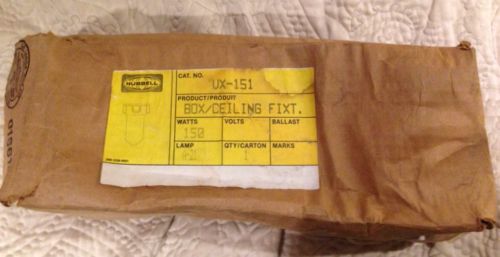 HUBBELL
CAT. NO.
UX-151
PRODUCT/PRODUIT
BOX/CEILING FIXT.
WATTS VOLTS BALLAST
150
LAMP QTY/CARTON MARKS
1